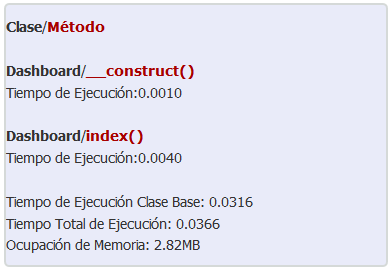 Clase/Método
Dashboard/__construct()
Tiempo de Ejecución:0.0010
Dashboard/index()
Tiempo de Ejecución:0.0040
Tiempo de Ejecución Clase Base: 0.0316
Tiempo Total de Ejecución: 0.0366
Ocupación de Memoria: 2.82MB